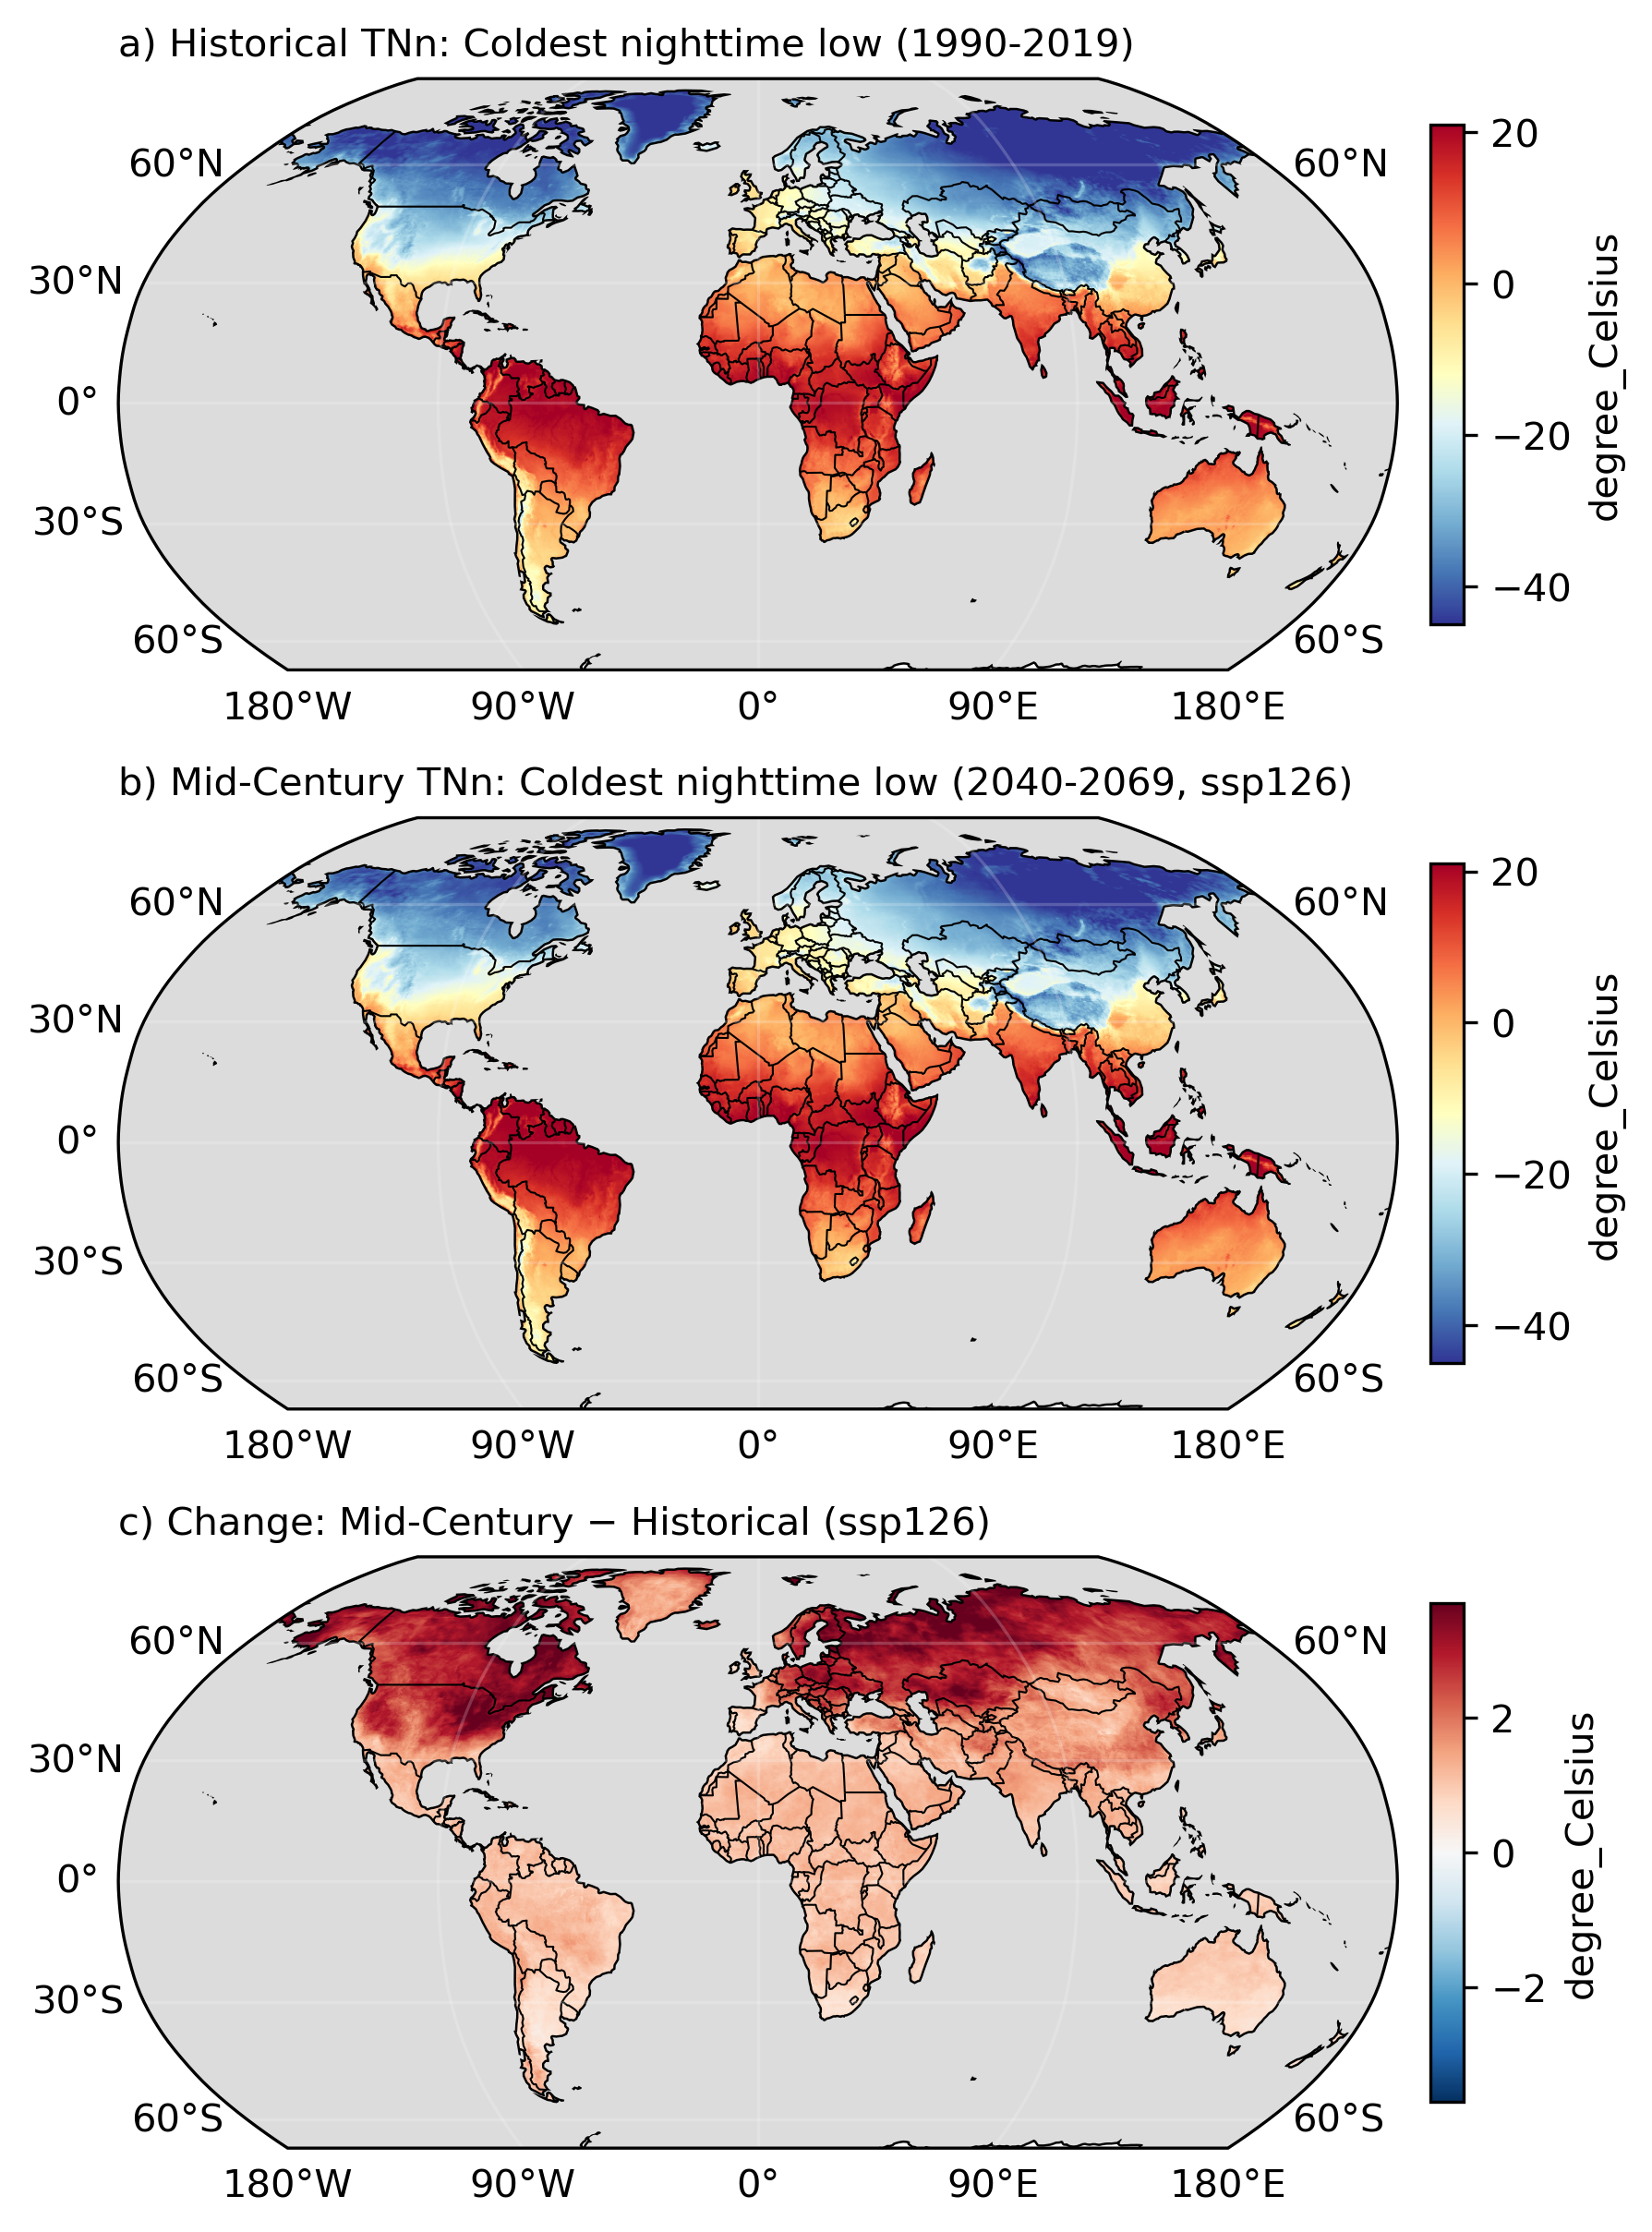 a) Historical TNn: Coldest nighttime low (1990-2019)
60°N 60°N
30°N
0°
30°S
60°S 60°S
180°W 90°W 0° 90°E 180°E
20
0
−20
−40
degree_Celsius
b) Mid-Century TNn: Coldest nighttime low (2040-2069, ssp126)
60°N 60°N
30°N
0°
30°S
60°S 60°S
180°W 90°W 0° 90°E 180°E
20
0
−20
−40
degree_Celsius
c) Change: Mid-Century − Historical (ssp126)
60°N 60°N
30°N
0°
30°S
60°S 60°S
180°W 90°W 0° 90°E 180°E
2
0
−2
degree_Celsius